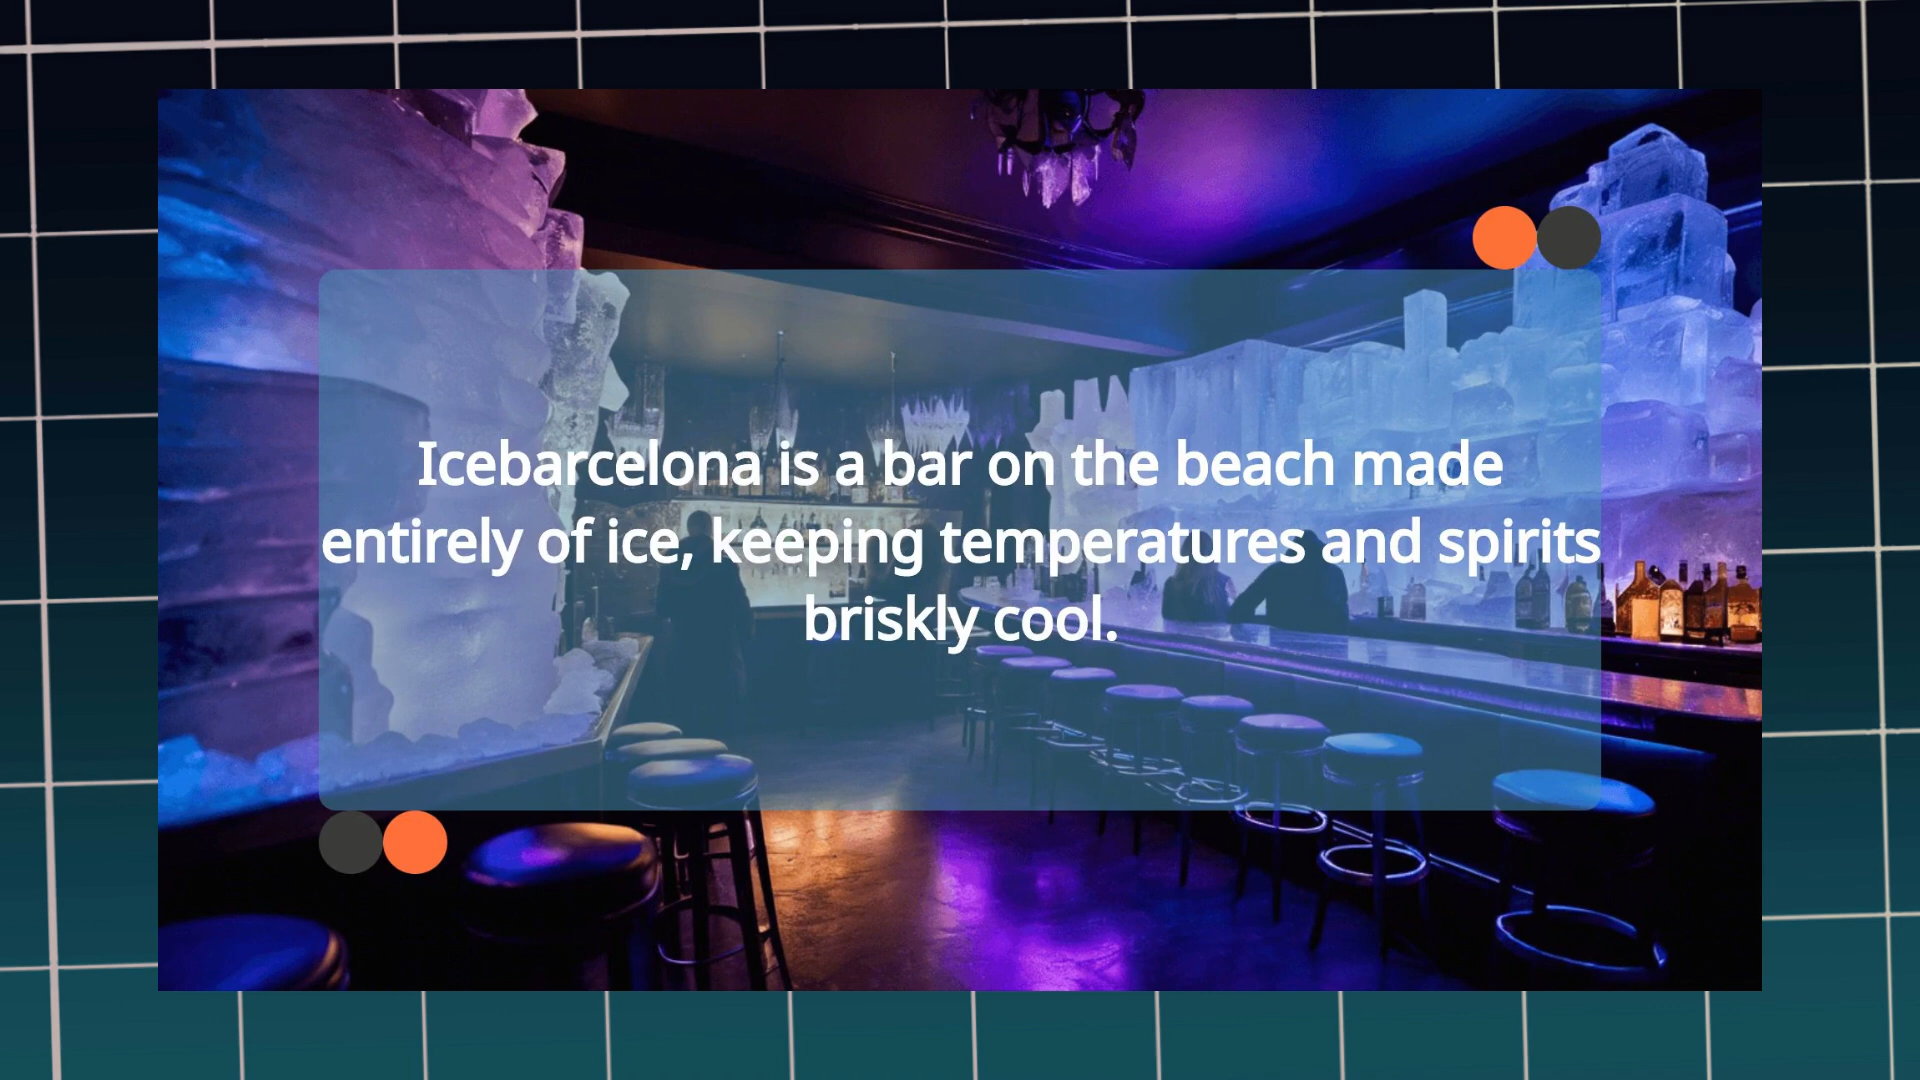 Icebarcelona is a bar on the beach made
entirely of ice, keeping temperatures and spirits
briskly cool.